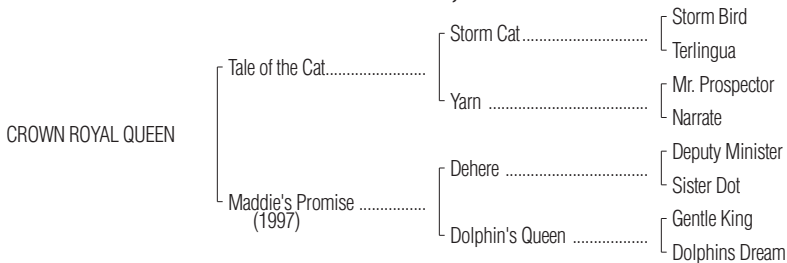 Storm Bird
Storm Cat..............................
Terlingua
Tale of the Cat........................
Mr. Prospector
Yarn ......................................
Narrate
CROWN ROYAL QUEEN
Deputy Minister
Dehere ..................................
Sister Dot
Maddie's Promise ................
(1997)
Gentle King
Dolphin's Queen ..................
Dolphins Dream